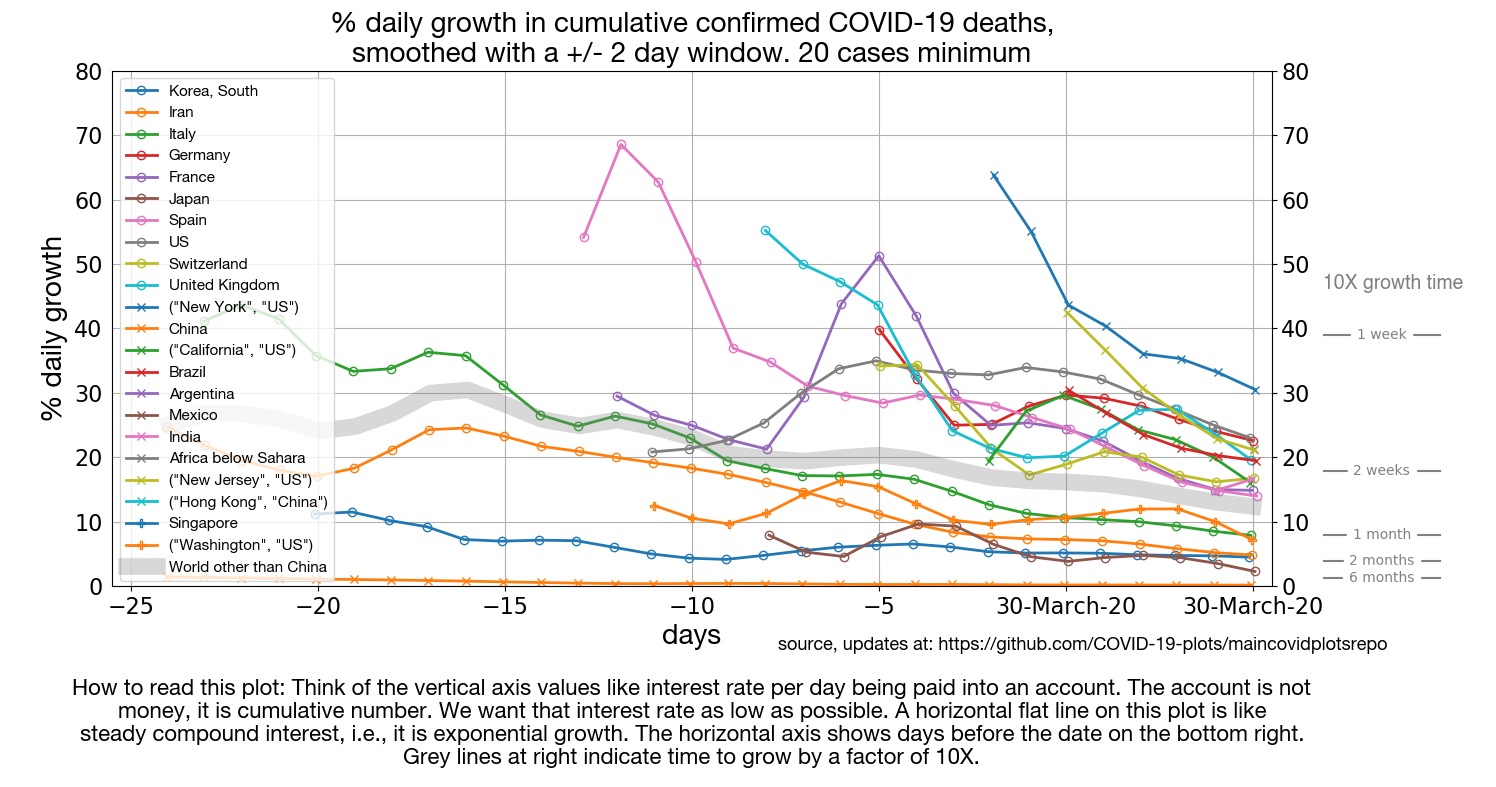 % daily growth in cumulative confirmed COVID-19 deaths,
smoothed with a +/- 2 day window. 20 cases minimum
80
70
60
50
40
30
20
10
0
% daily growth
Korea, South
Iran
Italy
Germany
France
Japan
Spain
US
Switzerland
United Kingdom
("New York", "US")
China
("California", "US")
Brazil
Argentina
Mexico
India
Africa below Sahara
("New Jersey", "US")
("Hong Kong", "China")
Singapore
("Washington", "US")
World other than China
80
70
60
50
40
30
20
10
0
10X growth time
1 week
2 weeks
1 month
2 months
6 months
−25 −20 −15 −10 −5 30-March-20 30-March-20
days
source, updates at: https://github.com/COVID-19-plots/maincovidplotsrepo
How to read this plot: Think of the vertical axis values like interest rate per day being paid into an account. The account is not
money, it is cumulative number. We want that interest rate as low as possible. A horizontal flat line on this plot is like
steady compound interest, i.e., it is exponential growth. The horizontal axis shows days before the date on the bottom right.
Grey lines at right indicate time to grow by a factor of 10X.